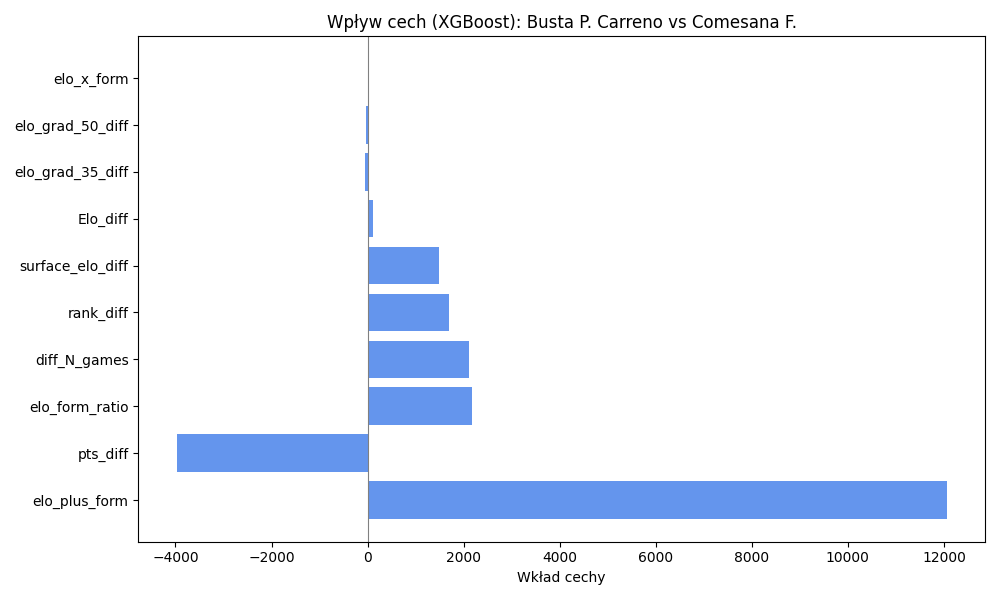 Wpływ cech (XGBoost): Busta P. Carreno vs Comesana F.
elo_x_form
elo_grad_50_diff
elo_grad_35_diff
Elo_diff
surface_elo_diff
rank_diff
diff_N_games
elo_form_ratio
pts_diff
elo_plus_form
−4000 −2000 0 2000 4000 6000 8000 10000 12000
Wkład cechy